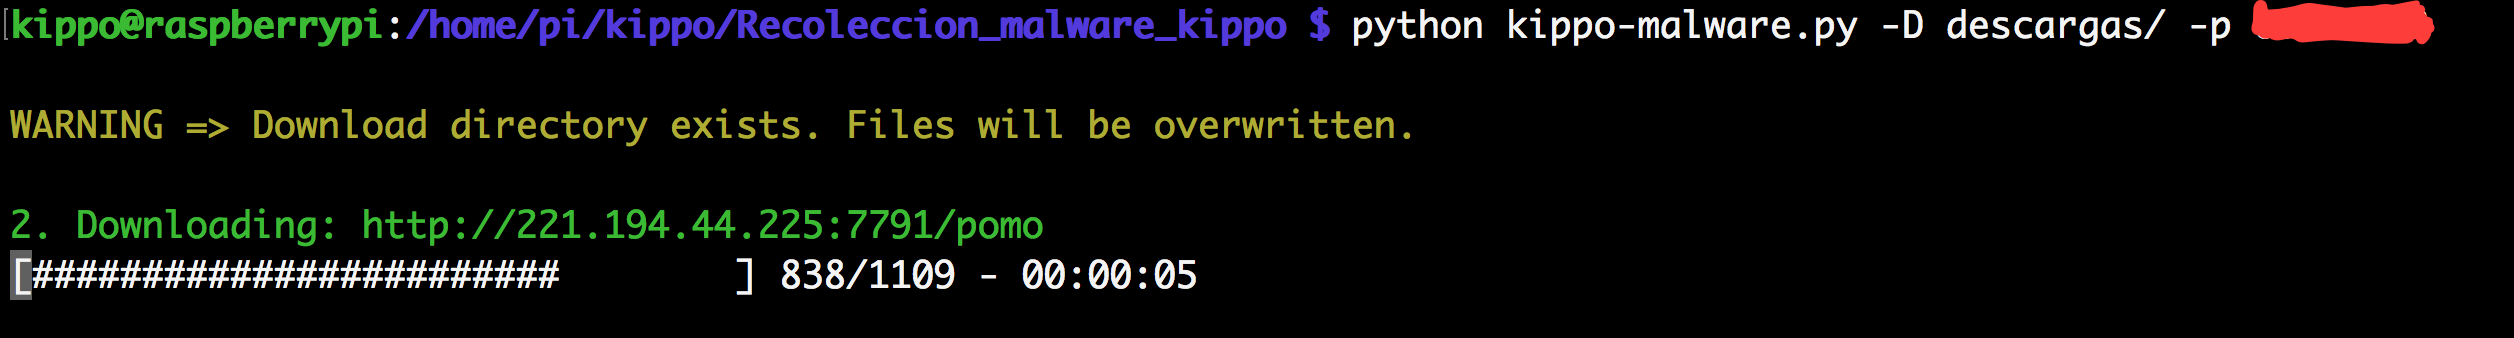 [kippo@raspberrypi:/home/pi/kippo/Recoleccion_malware_kippo $ python kippo-malware.py -D descargas/ -p
WARNING => Download directory exists. Files will be overwritten.
2. Downloading: http://221.194.44.225:7791/pomo
[########################        ] 838/1109 - 00:00:05